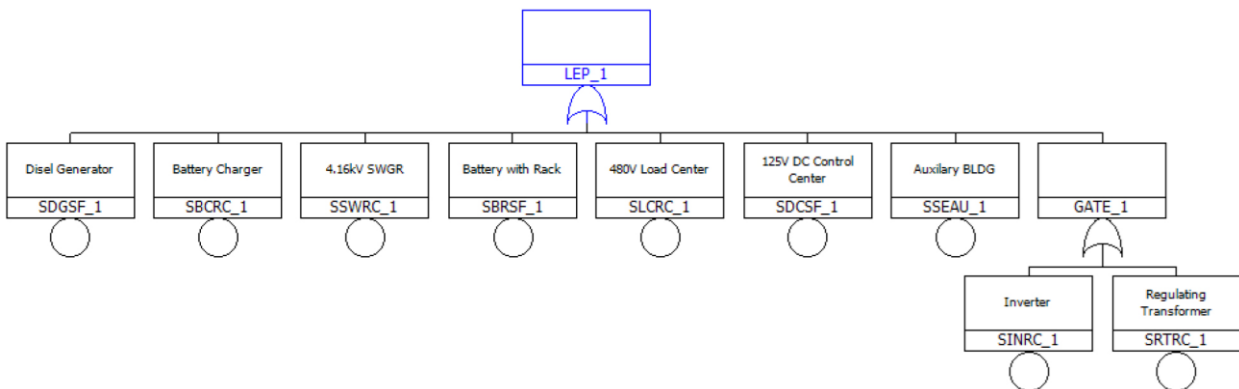 LEP_1
Disel Generator
SDGSF_1
Battery Charger
SBCRC_1
4.16kV SWGR
SSWRC_1
Battery with Rack
SBRSF_1
480V Load Center
SLCRC_1
125V DC Control
Center
SDCSF_1
Auxilary BLDG
SSEAU_1
GATE_1
Inverter
SINRC_1
Regulating
Transformer
SRTRC_1